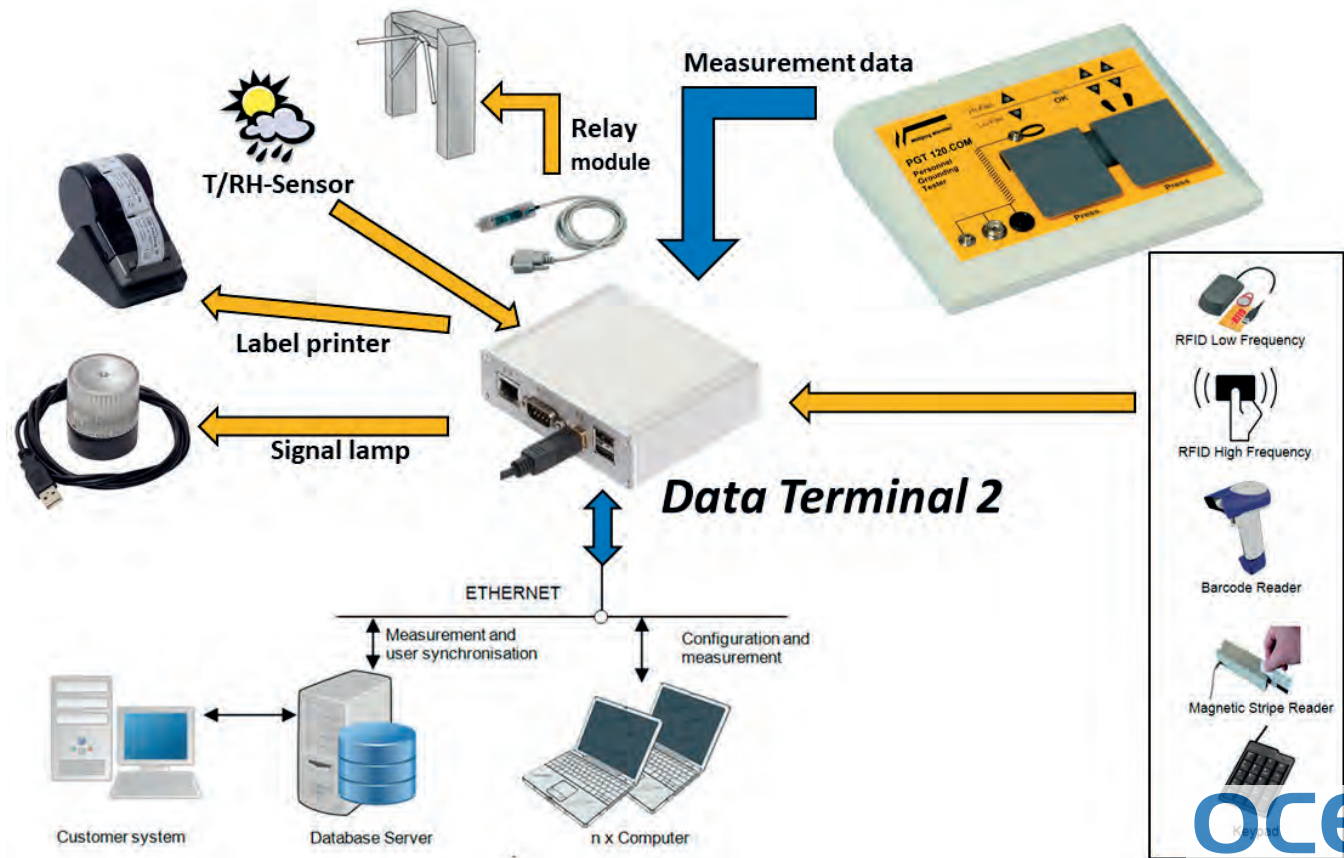 Measurement data
Relay
module
T/RH-Sensor
PGT 120.COM
Personnel
Grounding
Tester
OK
Press
Press
Label printer
Signal lamp
Data Terminal 2
RFID Low Frequency
RFID High Frequency
Barcode Reader
Magnetic Stripe Reader
Keypad
ETHERNET
Measurement and
user synchronisation
Configuration and
measurement
Customer system
Database Server
n x Computer